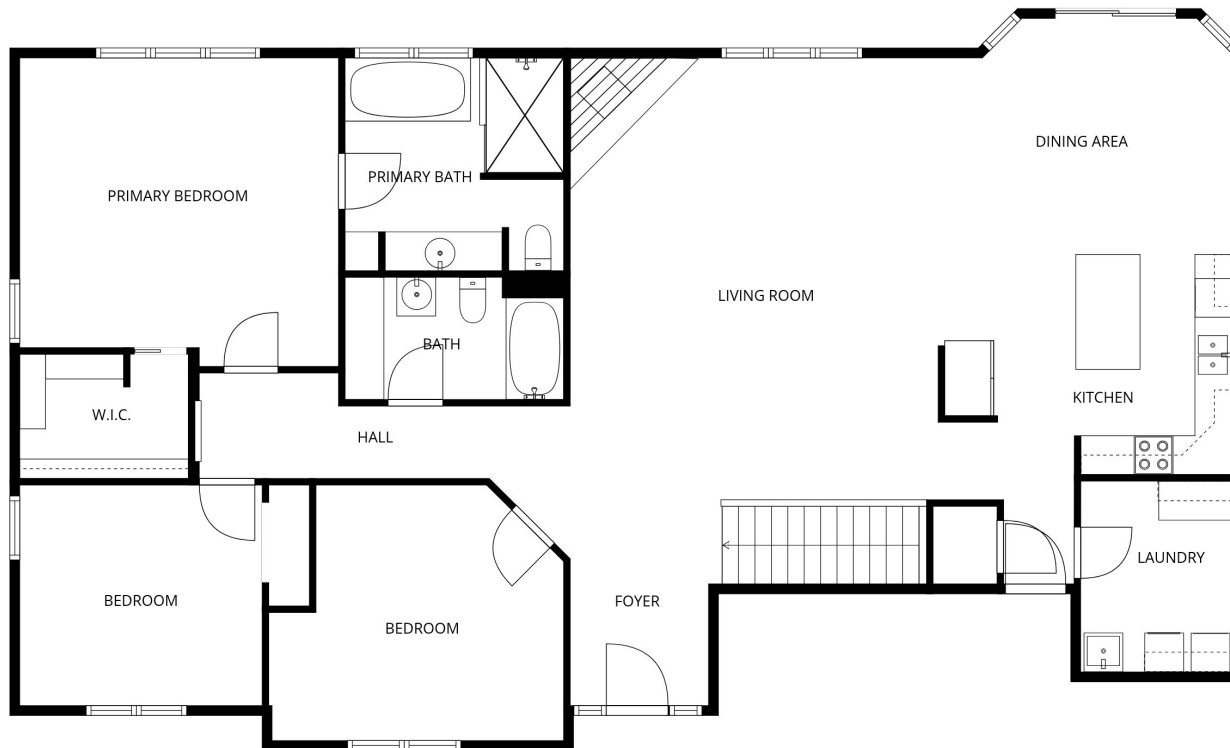 DINING AREA
PRIMARY BATH
PRIMARY BEDROOM
LIVING ROOM
BATH
KITCHEN
W.I.C.
HALL
LAUNDRY
BEDROOM
FOYER
BEDROOM